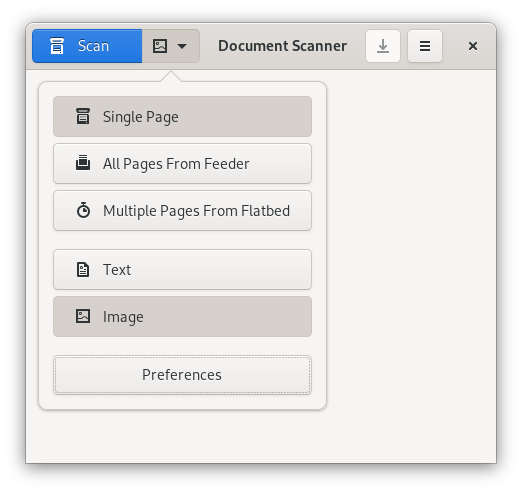 Scan
Document Scanner
Single Page
All Pages From Feeder
Multiple Pages From Flatbed
Text
Image
Preferences